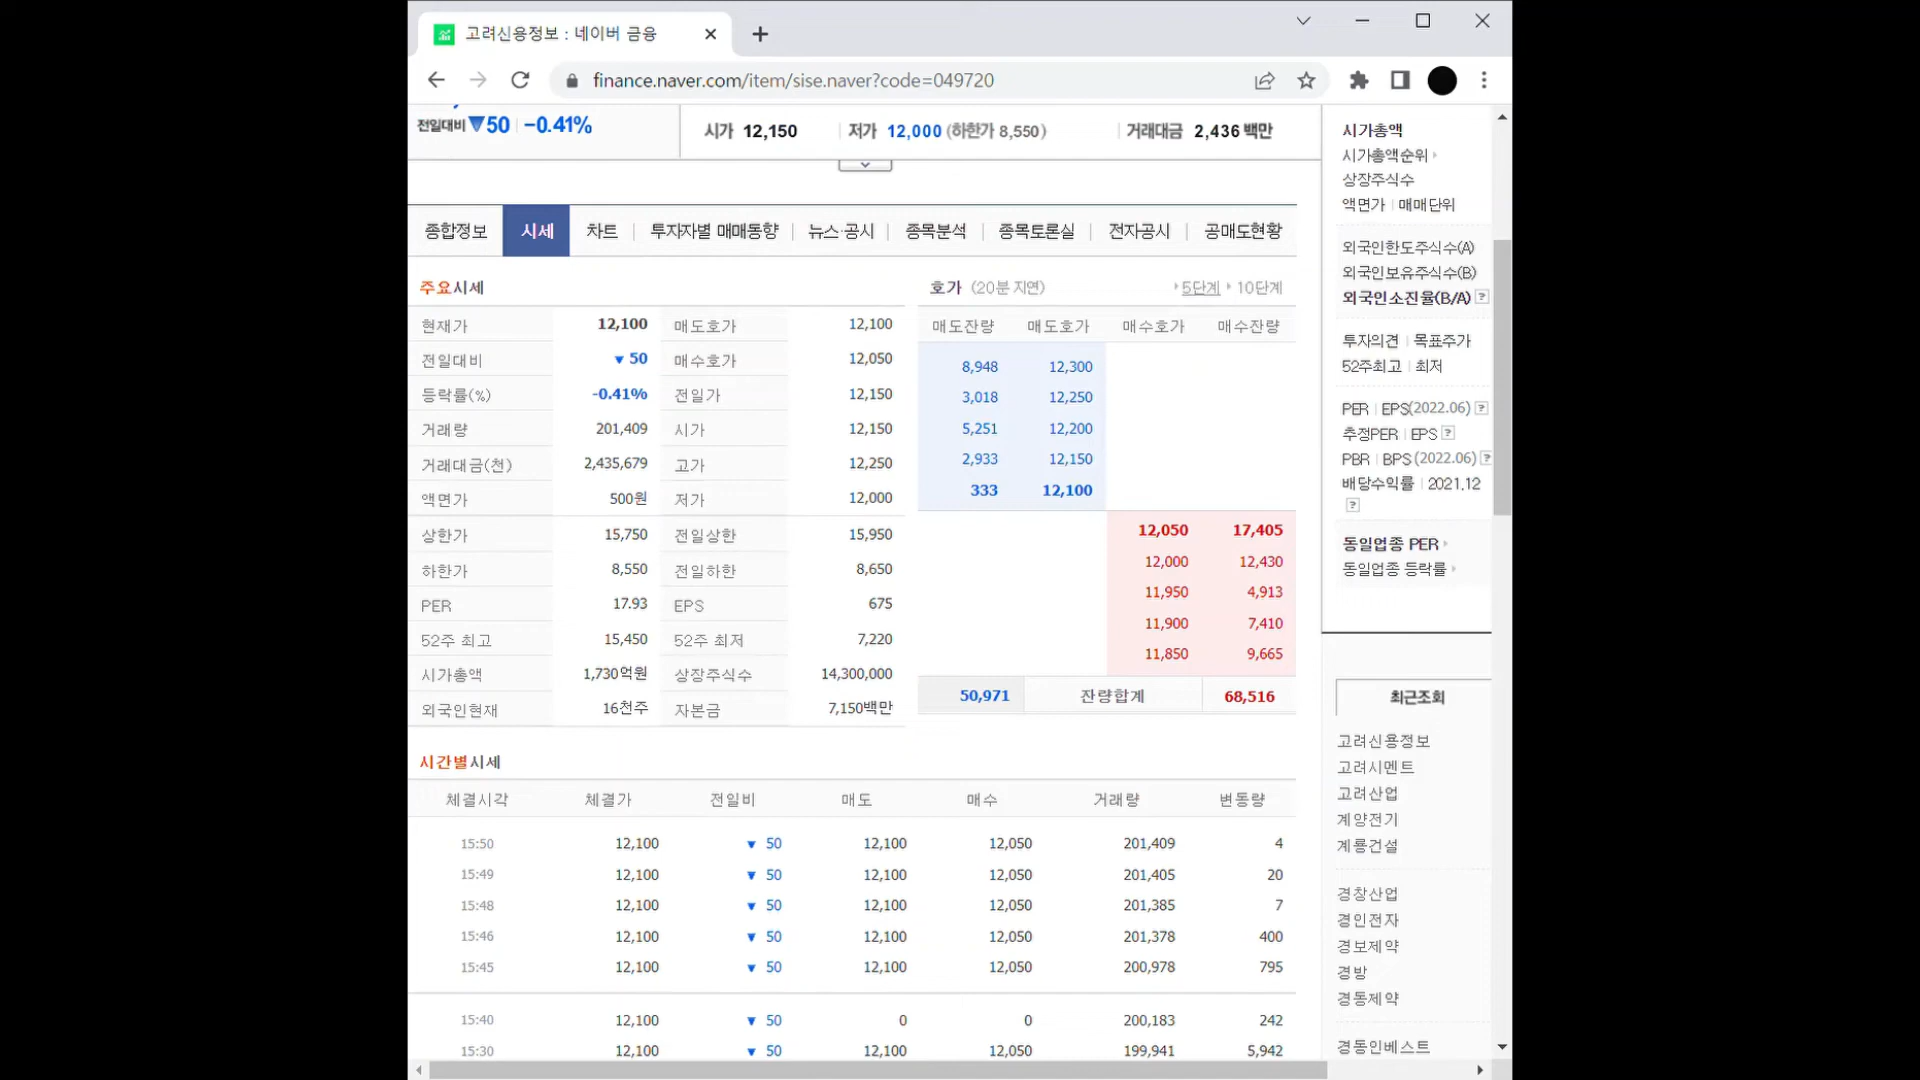 고려신용정보 : 네이버 금융
finance.naver.com/item/sise.naver?code=049720
전일대비 ▼50 | -0.41%
시가 12,150 저가 12,000 (하한가 8,550) 거래대금 2,436 백만
종합정보 시세 차트 투자자별 매매동향 뉴스·공시 종목분석 종목토론실 전자공시 공매도현황
주요시세
현재가 12,100 매도호가 12,100
전일대비 ▼ 50 매수호가 12,050
등락률(%) -0.41% 전일가 12,150
거래량 201,409 시가 12,150
거래대금(천) 2,435,679 고가 12,250
액면가 500원 저가 12,000
상한가 15,750 전일상한 15,950
하한가 8,550 전일하한 8,650
PER 17.93 EPS 675
52주 최고 15,450 52주 최저 7,220
시가총액 1,730억원 상장주식수 14,300,000
외국인현재 16천주 자본금 7,150백만
호가 (20분 지연) 5단계 10단계
매도잔량 매도호가 매수호가 매수잔량
8,948 12,300
3,018 12,250
5,251 12,200
2,933 12,150
333 12,100
12,050 17,405
12,000 12,430
11,950 4,913
11,900 7,410
11,850 9,665
50,971 잔량합계 68,516
시간별시세
체결시각 체결가 전일비 매도 매수 거래량 변동량
15:50 12,100 ▼ 50 12,100 12,050 201,409 4
15:49 12,100 ▼ 50 12,100 12,050 201,405 20
15:48 12,100 ▼ 50 12,100 12,050 201,385 7
15:46 12,100 ▼ 50 12,100 12,050 201,378 400
15:45 12,100 ▼ 50 12,100 12,050 200,978 795
15:40 12,100 ▼ 50 0 0 200,183 242
15:30 12,100 ▼ 50 12,100 12,050 199,941 5,942
시가총액
시가총액순위
상장주식수
액면가 | 매매단위
외국인한도주식수(A)
외국인보유주식수(B)
외국인소진율(B/A) ?
투자의견 | 목표주가
52주최고 | 최저
PER | EPS(2022.06) ?
추정PER | EPS ?
PBR | BPS (2022.06) ?
배당수익률 | 2021.12
?
동일업종 PER
동일업종 등락률
최근조회
고려신용정보
고려시멘트
고려산업
계양전기
계룡건설
경창산업
경인전자
경보제약
경방
경동제약
경동인베스트